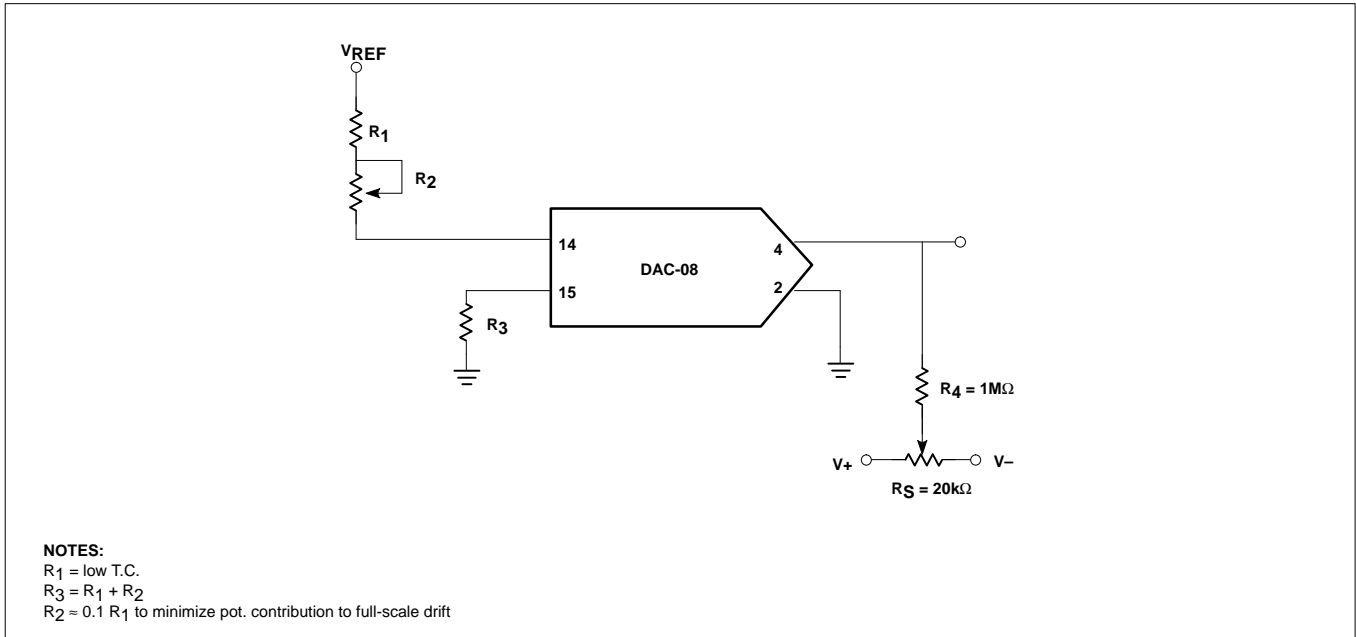 VREF
R1
R2
14
4
DAC-08
15
2
R3
R4 = 1MΩ
V+
V–
RS = 20kΩ
NOTES:
R1 = low T.C.
R3 = R1 + R2
R2 ≈ 0.1 R1 to minimize pot. contribution to full-scale drift